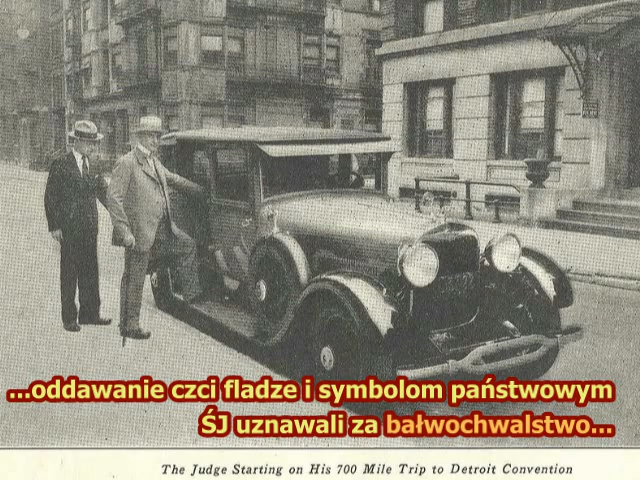 ...oddawanie czci fladze i symbolom państwowym
ŚJ uznawali za bałwochwalstwo...
The Judge Starting on His 700 Mile Trip to Detroit Convention